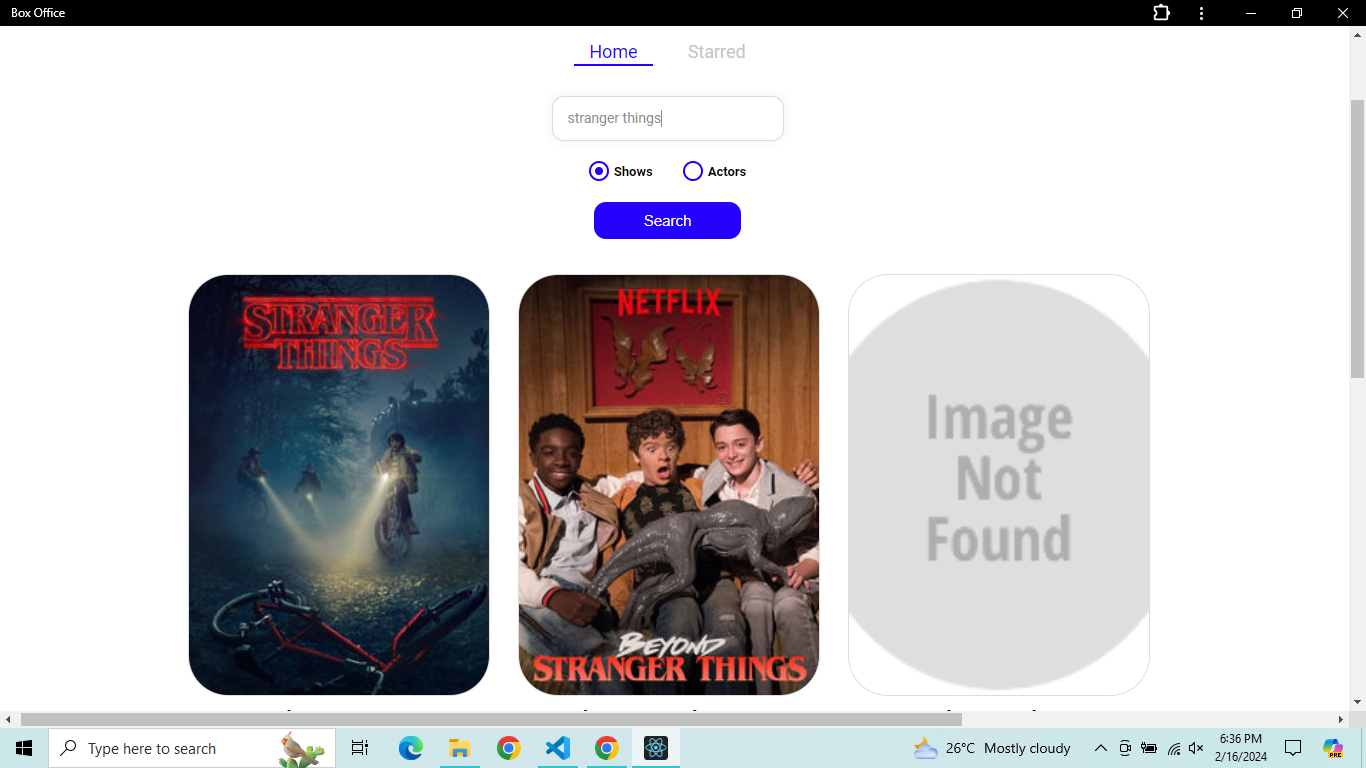 Box Office
Home Starred
stranger things
Shows Actors
Search
STRANGER
THINGS
NETFLIX
BEYOND
STRANGER THINGS
Image
Not
Found
Type here to search
26°C Mostly cloudy
6:36 PM
2/16/2024
PRE